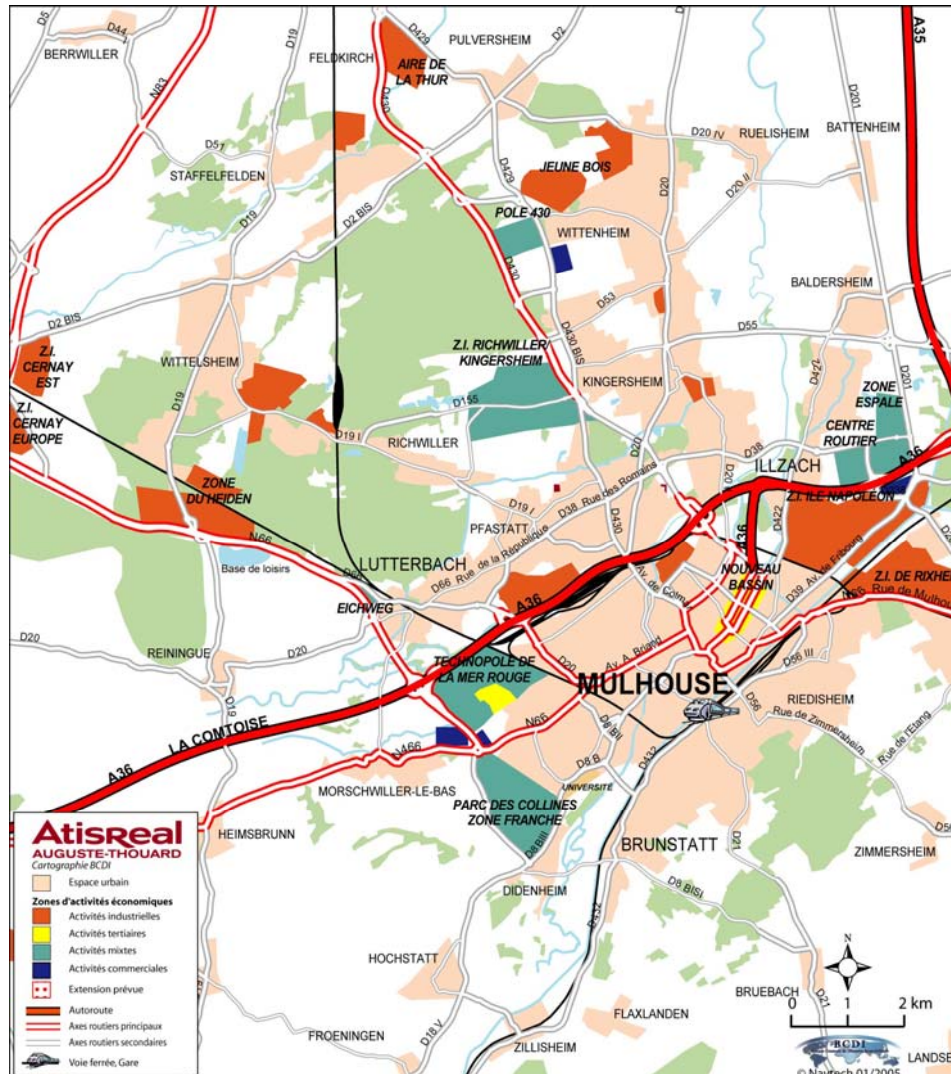 D5
D44
BERRWILLER
D19
N83
D51
STAFFELFELDEN
D19
FELDKIRCH
D429
PULVERSHEIM
D2
AIRE DE
LA THUR
D430
D201
A35
BATTENHEIM
D20 IV
RUELISHEIM
JEUNE BOIS
D20
D20 II
D429
D2 BIS
POLE 430
WITTENHEIM
D430
BALDERSHEIM
D53
D2 BIS
Z.I.
CERNAY
EST
WITTELSHEIM
Z.I. RICHWILLER/
KINGERSHEIM
D430 BIS
D55
KINGERSHEIM
D422
D201
ZONE
ESPALE
D19
Z.I.
CERNAY
EUROPE
D155
D19 I
RICHWILLER
CENTRE
ROUTIER
D20
D38
ILLZACH
A36
ZONE
DU HEIDEN
D38 Rue des Romains
Z.I. ILE NAPOLEON
D19 I
PFASTATT
D430
D201
A36
D422
N66
Base de loisirs
LUTTERBACH
D66
D66 Rue de la République
Av. de Colmar
NOUVEAU
BASSIN
D39 Av. de Fribourg
Z.I. DE RIXHE
N66 Rue de Mulhou
EICHWEG
A36
D20
REININGUE
D20
D19
TECHNOPOLE DE
LA MER ROUGE
D20
Av. A. Briand
D56 III
MULHOUSE
RIEDISHEIM
D56
Rue de Zimmersheim
Rue de l'Etang
LA COMTOISE
A36
N466
N66
D8 BII
D8 B
D432
UNIVERSITÉ
MORSCHWILLER-LE-BAS
PARC DES COLLINES
ZONE FRANCHE
D8 BIII
HEIMSBRUNN
BRUNSTATT
D21
ZIMMERSHEIM
DIDENHEIM
D8 BISI
D432
HOCHSTATT
BRUEBACH
D21
FLAXLANDEN
FROENINGEN
D18 V
ZILLISHEIM
LANDSE
AtisReal
AUGUSTE-THOUARD
Cartographie BCDI
Espace urbain
Zones d'activités économiques
Activités industrielles
Activités tertiaires
Activités mixtes
Activités commerciales
Extension prévue
Autoroute
Axes routiers principaux
Axes routiers secondaires
Voie ferrée, Gare
N
0 1 2 km
BCDI
© Navtech 01/2005